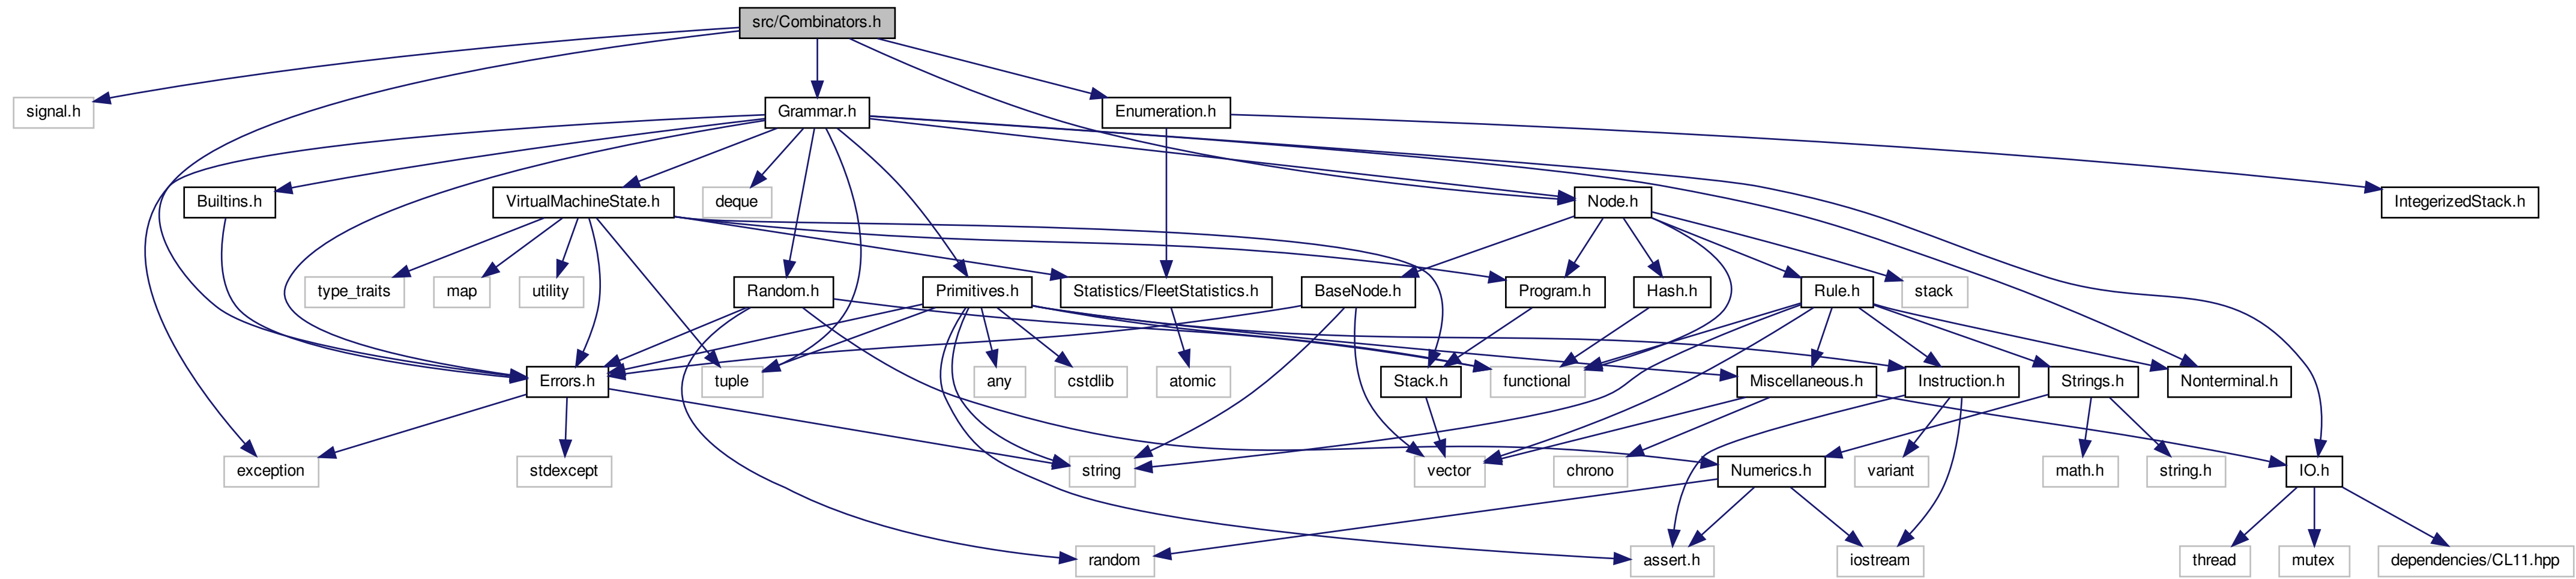 src/Combinators.h
signal.h
Grammar.h
Enumeration.h
Builtins.h
VirtualMachineState.h
deque
Node.h
IntegerizedStack.h
type_traits
map
utility
Random.h
Primitives.h
Statistics/FleetStatistics.h
BaseNode.h
Program.h
Hash.h
Rule.h
stack
Errors.h
tuple
any
cstdlib
atomic
Stack.h
functional
Miscellaneous.h
Instruction.h
Strings.h
Nonterminal.h
exception
stdexcept
string
vector
chrono
Numerics.h
variant
math.h
string.h
IO.h
random
assert.h
iostream
thread
mutex
dependencies/CL11.hpp